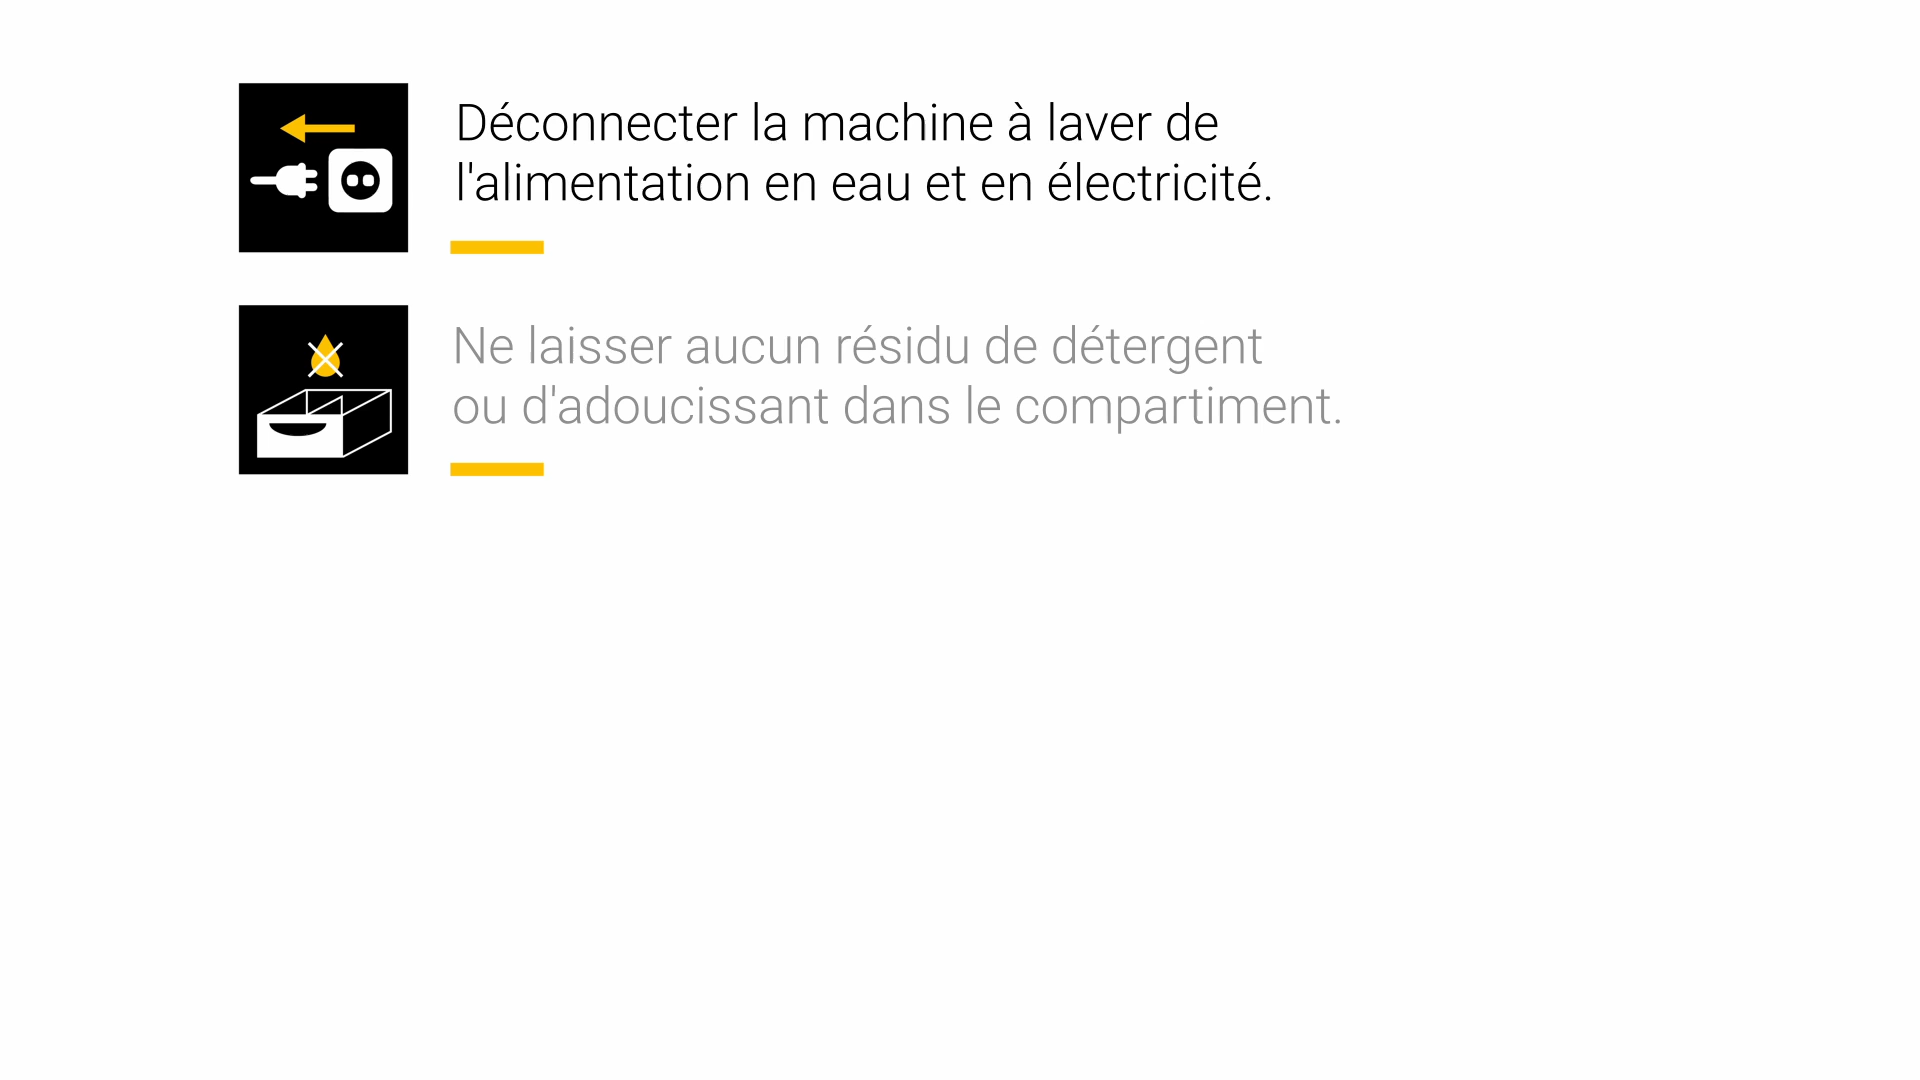 Déconnecter la machine à laver de
l'alimentation en eau et en électricité.
Ne laisser aucun résidu de détergent
ou d'adoucissant dans le compartiment.